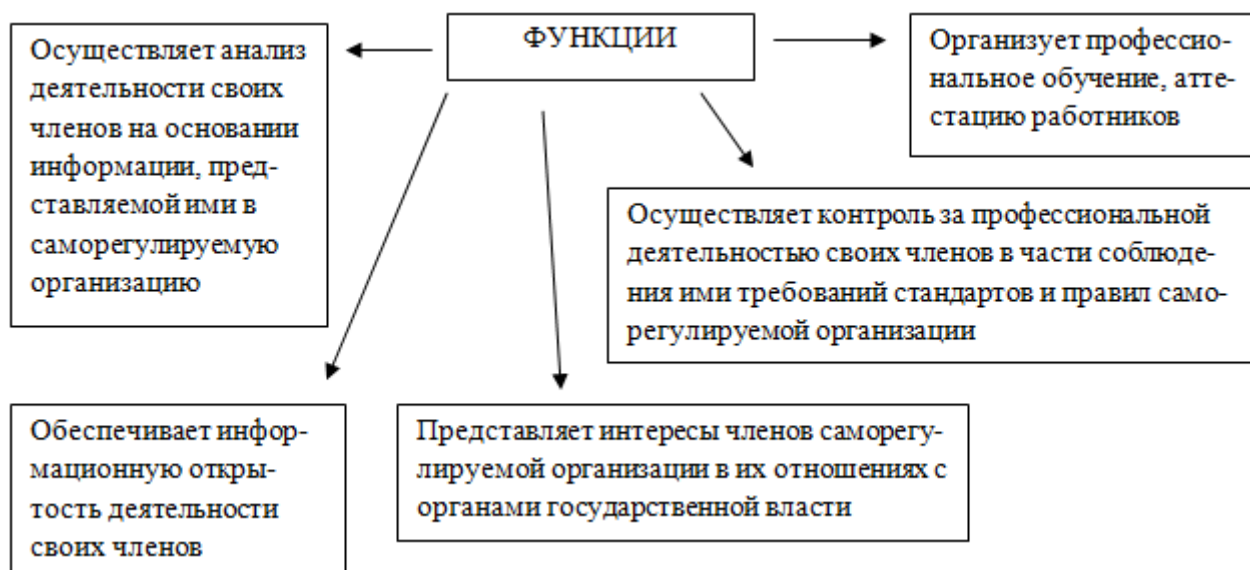 ФУНКЦИИ
Осуществляет анализ
деятельности своих
членов на основании
информации, пред-
ставляемой ими в
саморегулируемую
организацию
Организует профессио-
нальное обучение, атте-
стацию работников
Осуществляет контроль за профессиональной
деятельностью своих членов в части соблюде-
ния ими требований стандартов и правил само-
регулируемой организации
Обеспечивает инфор-
мационную откры-
тость деятельности
своих членов
Представляет интересы членов саморегу-
лируемой организации в их отношениях с
органами государственной власти